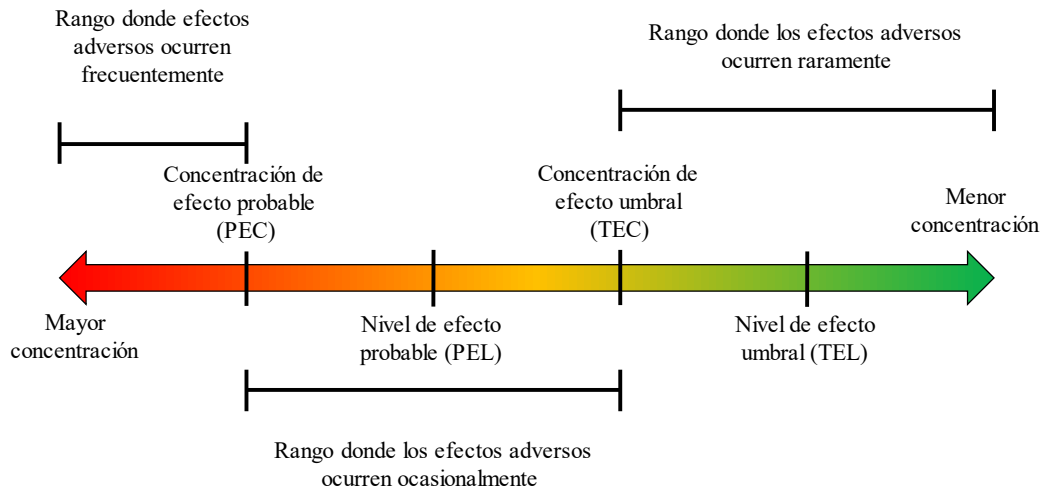 Rango donde efectos
adversos ocurren
frecuentemente
Rango donde los efectos adversos
ocurren raramente
Concentración de
efecto probable
(PEC)
Concentración de
efecto umbral
(TEC)
Menor
concentración
Mayor
concentración
Nivel de efecto
probable (PEL)
Nivel de efecto
umbral (TEL)
Rango donde los efectos adversos
ocurren ocasionalmente